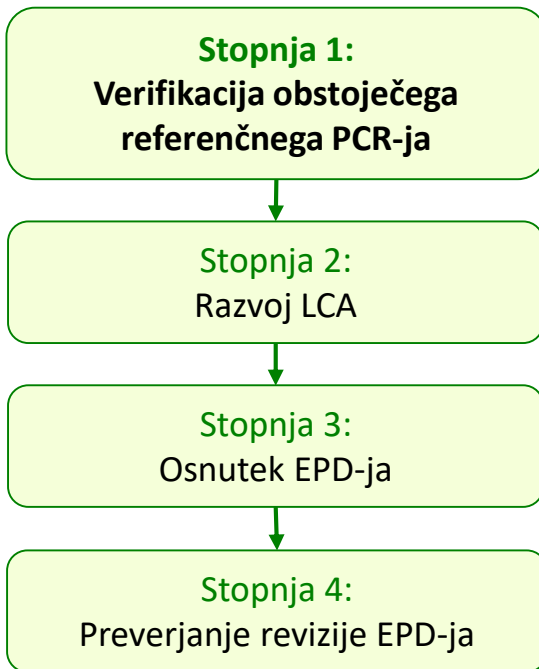 Stopnja 1:
Verifikacija obstoječega
referenčnega PCR-ja
Stopnja 2:
Razvoj LCA
Stopnja 3:
Osnutek EPD-ja
Stopnja 4:
Preverjanje revizije EPD-ja